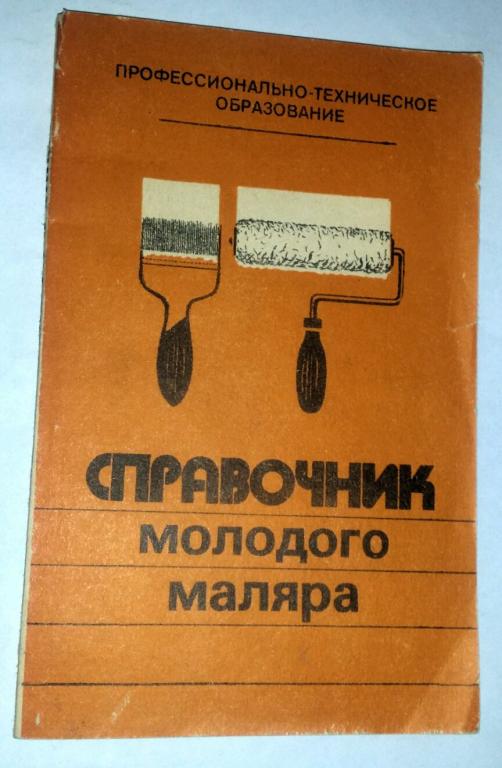 ПРОФЕССИОНАЛЬНО-ТЕХНИЧЕСКОЕ
ОБРАЗОВАНИЕ
СПРАВОЧНИК
МОЛОДОГО
маляра